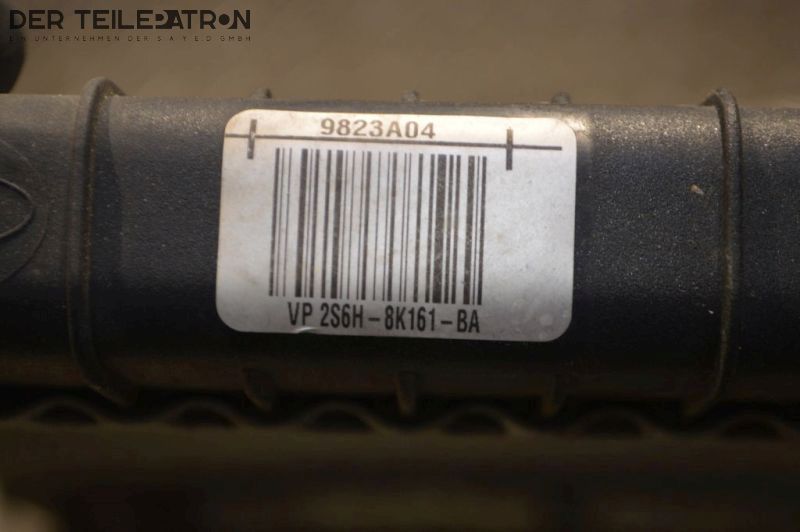 DER TEILEPATRON
EIN UNTERNEHMEN DER S A Y E D GMBH
9823A04
VP 2S6H-8K161-BA